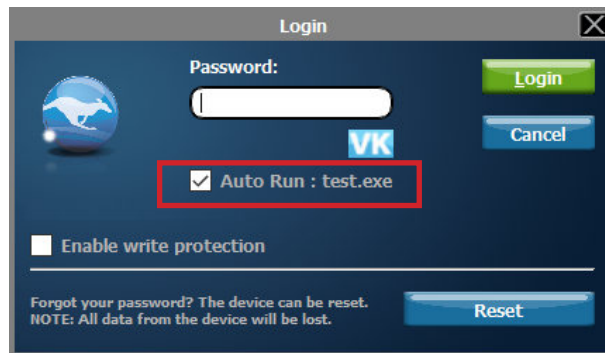 Login
Password:
Login
VK
Cancel
Auto Run : test.exe
Enable write protection
Forgot your password? The device can be reset.
NOTE: All data from the device will be lost.
Reset